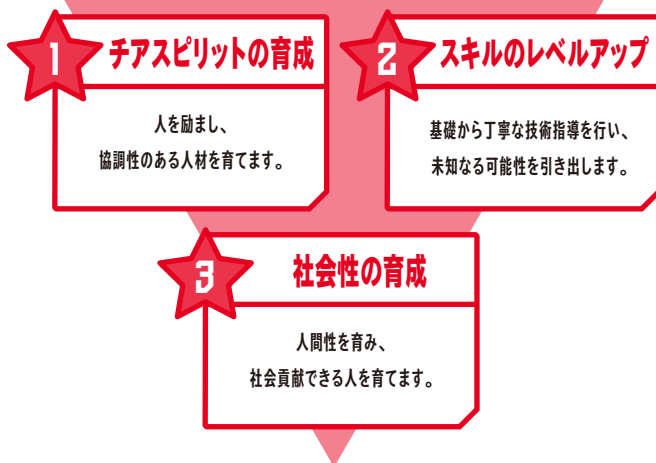 1
チアスピリットの育成
人を励まし、
協調性のある人材を育てます。
2
スキルのレベルアップ
基礎から丁寧な技術指導を行い、
未知なる可能性を引き出します。
3
社会性の育成
人間性を育み、
社会貢献できる人を育てます。